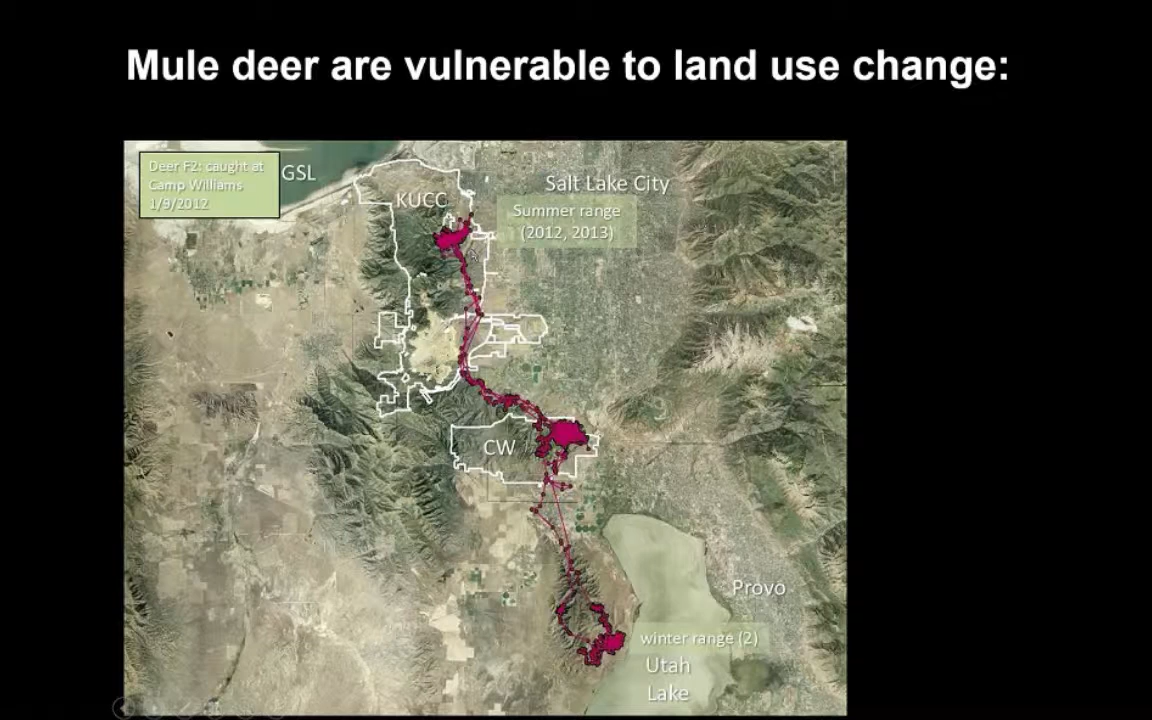 Mule deer are vulnerable to land use change:
Deer F2: caught at
Camp Williams
1/9/2012
GSL
Salt Lake City
KUCC
Summer range
(2012, 2013)
CW
Provo
winter range (2)
Utah
Lake